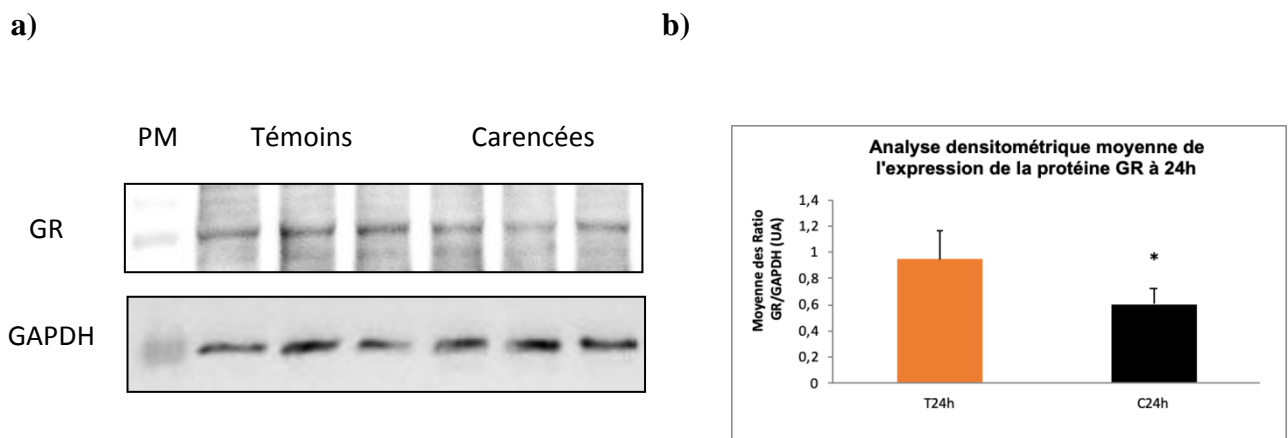 a)
b)
PM Témoins Carencées
GR
GAPDH
Analyse densitométrique moyenne de
l'expression de la protéine GR à 24h
Moyenne des Ratio
GR/GAPDH (UA)
1,4
1,2
1
0,8
0,6
0,4
0,2
0
*
T24h C24h